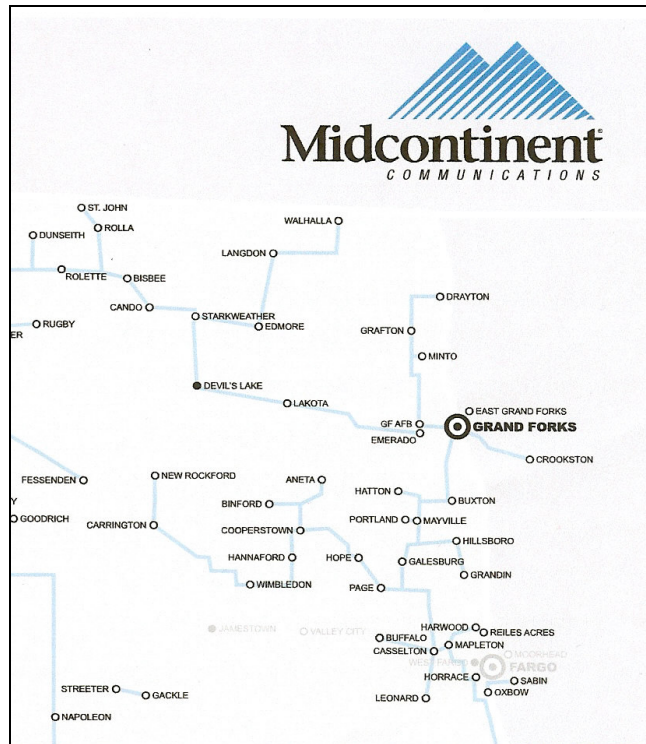 Midcontinent
COMMUNICATIONS
ST. JOHN
ROLLA
DUNSEITH
WALHALLA
LANGDON
ROLETTE
BISBEE
DRAYTON
CANDO
STARKWEATHER
EDMORE
RUGBY
ER
GRAFTON
MINTO
DEVIL'S LAKE
LAKOTA
EAST GRAND FORKS
GF AFB
GRAND FORKS
EMERADO
CROOKSTON
FESSENDEN
NEW ROCKFORD
ANETA
HATTON
BINFORD
BUXTON
Y
GOODRICH
CARRINGTON
COOPERSTOWN
PORTLAND
MAYVILLE
HILLSBORO
HANNAFORD
HOPE
GALESBURG
GRANDIN
WIMBLEDON
PAGE
JAMESTOWN
VALLEY CITY
HARWOOD
REILES ACRES
BUFFALO
MAPLETON
CASSELTON
MOORHEAD
WEST FARGO
FARGO
HORRACE
SABIN
OXBOW
STREETER
GACKLE
LEONARD
NAPOLEON